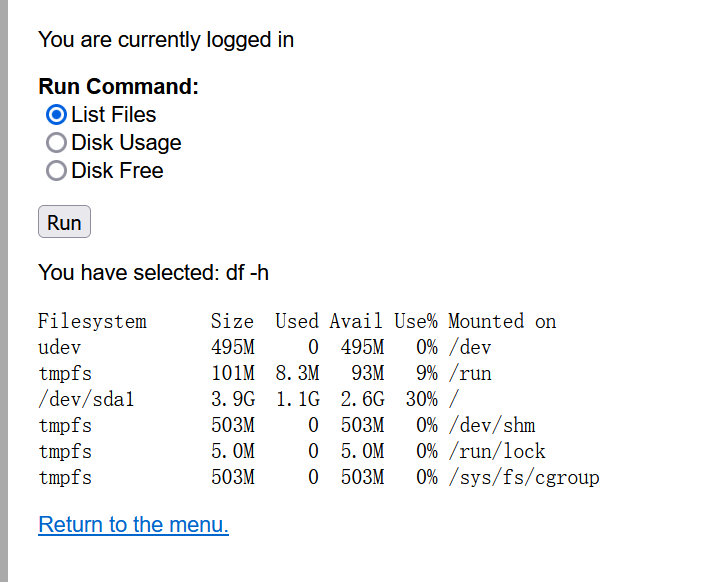 You are currently logged in
Run Command:
List Files
Disk Usage
Disk Free
Run
You have selected: df -h
Filesystem Size Used Avail Use% Mounted on
udev 495M 0 495M 0% /dev
tmpfs 101M 8.3M 93M 9% /run
/dev/sda1 3.9G 1.1G 2.6G 30% /
tmpfs 503M 0 503M 0% /dev/shm
tmpfs 5.0M 0 5.0M 0% /run/lock
tmpfs 503M 0 503M 0% /sys/fs/cgroup
Return to the menu.